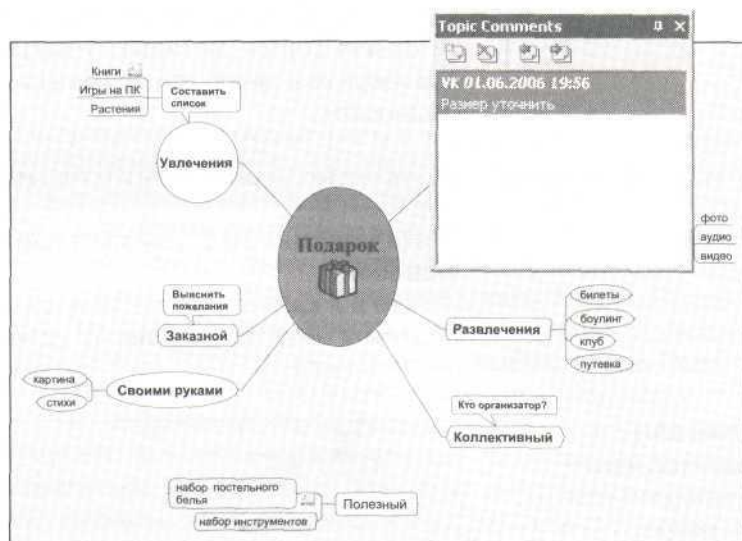 Topic Comments
VK 01.06.2006 19:56
Размер уточнить
Книги
Игры на ПК
Растения
Составить
список
Увлечения
Подарок
фото
аудио
видео
Выяснить
пожелания
Заказной
Развлечения
билеты
боулинг
клуб
путевка
картина
стихи
Своими руками
Кто организатор?
Коллективный
набор постельного
белья
набор инструментов
Полезный